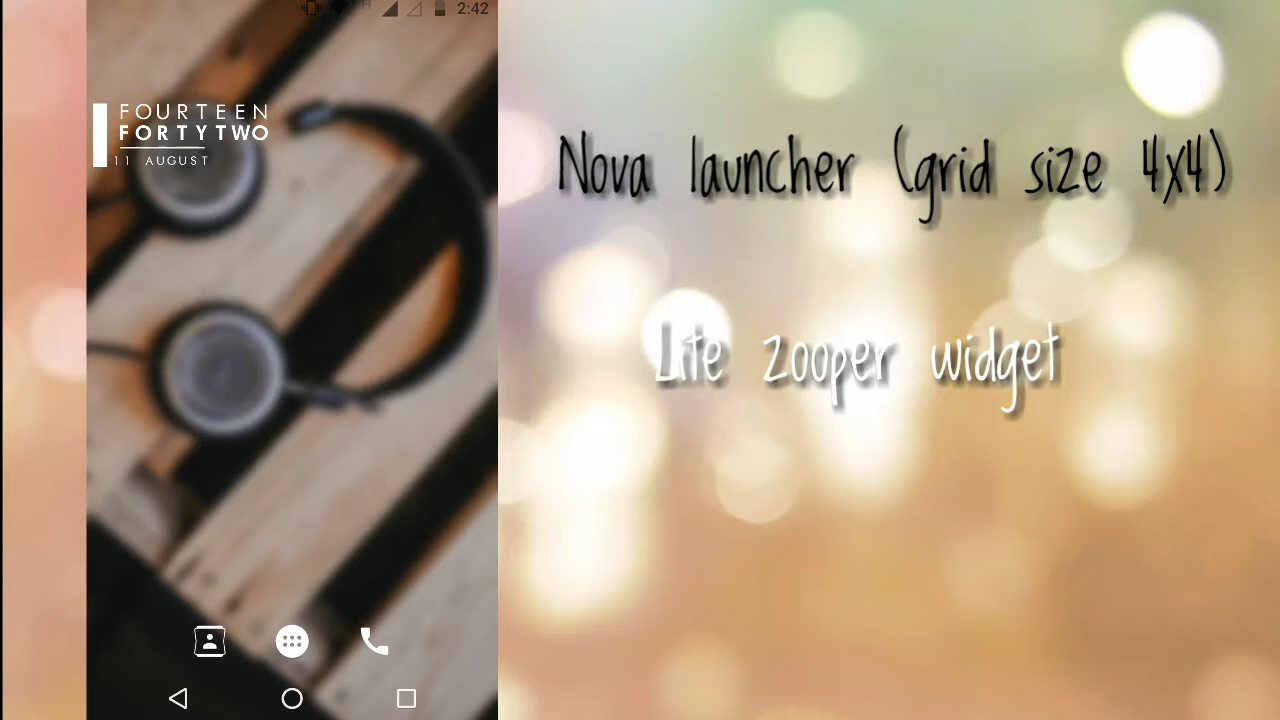 H 2:42
FOURTEEN
FORTYTWO
11 AUGUST
Nova launcher (grid size 4x4)
Lite zooper widget